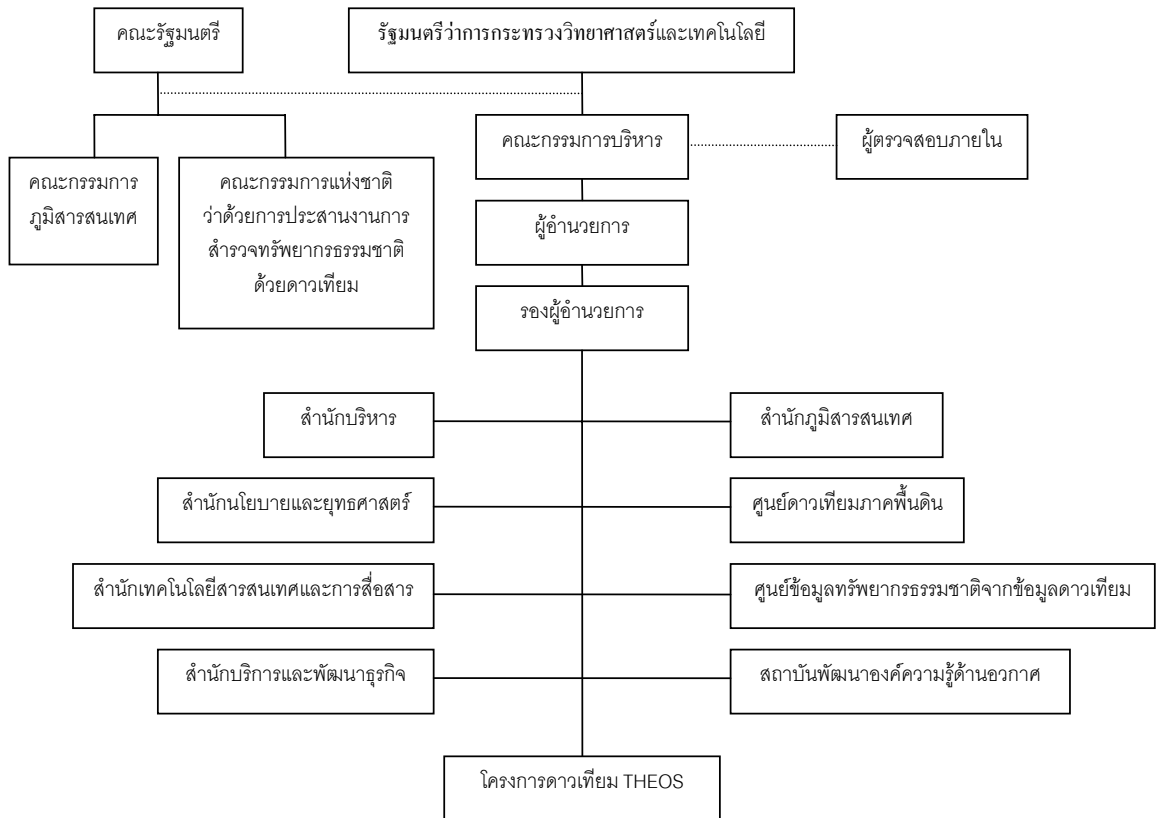 คณะรัฐมนตรี
รัฐมนตรีว่าการกระทรวงวิทยาศาสตร์และเทคโนโลยี
คณะกรรมการบริหาร
ผู้ตรวจสอบภายใน
คณะกรรมการ
ภูมิสารสนเทศ
คณะกรรมการแห่งชาติ
ว่าด้วยการประสานงานการ
สำรวจทรัพยากรธรรมชาติ
ด้วยดาวเทียม
ผู้อำนวยการ
รองผู้อำนวยการ
สำนักบริหาร
สำนักภูมิสารสนเทศ
สำนักนโยบายและยุทธศาสตร์
ศูนย์ดาวเทียมภาคพื้นดิน
สำนักเทคโนโลยีสารสนเทศและการสื่อสาร
ศูนย์ข้อมูลทรัพยากรธรรมชาติจากข้อมูลดาวเทียม
สำนักบริการและพัฒนาธุรกิจ
สถาบันพัฒนาองค์ความรู้ด้านอวกาศ
โครงการดาวเทียม THEOS